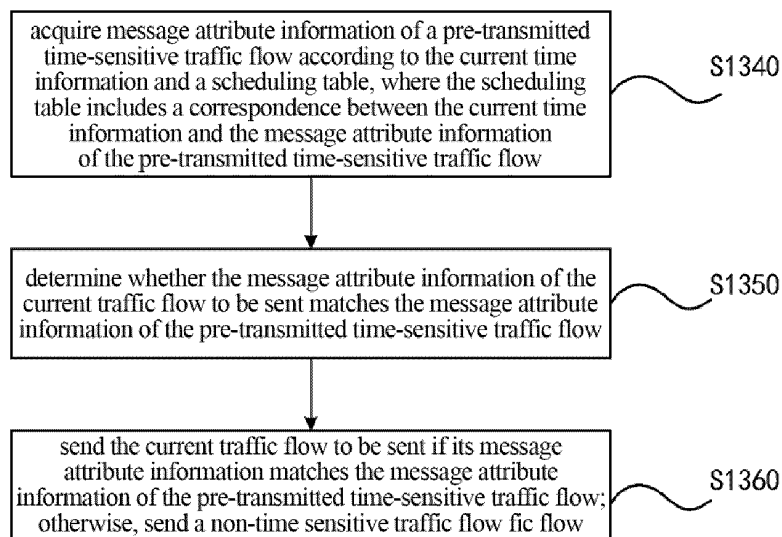 acquire message attribute information of a pre-transmitted
time-sensitive traffic flow according to the current time
information and a scheduling table, where the scheduling
table includes a correspondence between the current time
information and the message attribute information
of the pre-transmitted time-sensitive traffic flow
S1340
determine whether the message attribute information of the
current traffic flow to be sent matches the message attribute
information of the pre-transmitted time-sensitive traffic flow
S1350
send the current traffic flow to be sent if its message
attribute information matches the message attribute
information of the pre-transmitted time-sensitive traffic flow;
otherwise, send a non-time sensitive traffic flow fic flow
S1360